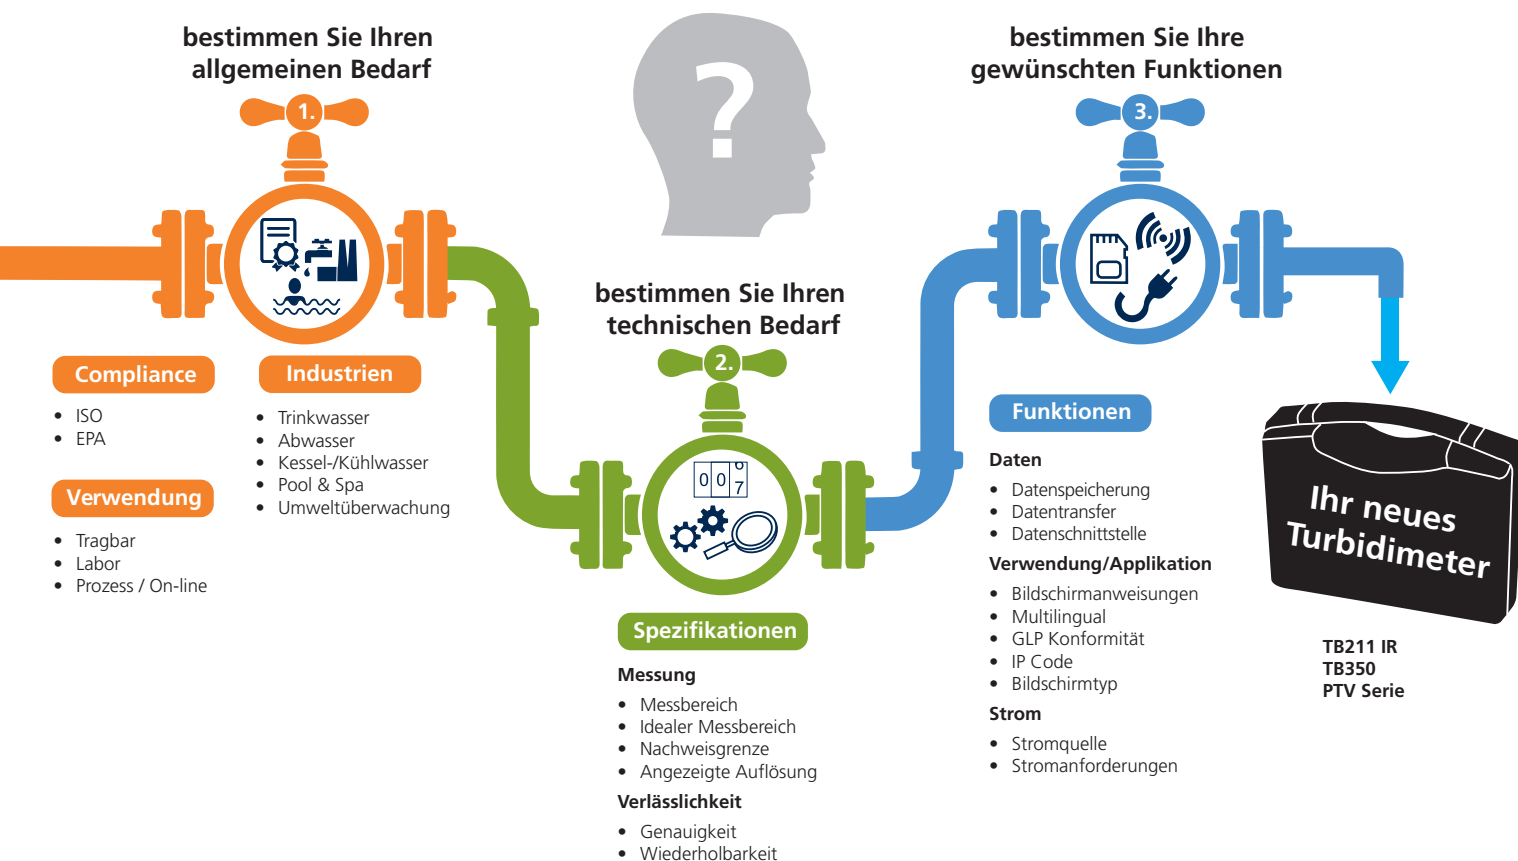 bestimmen Sie Ihren
allgemeinen Bedarf
1.
Compliance
• ISO
• EPA
Verwendung
• Tragbar
• Labor
• Prozess / On-line
Industrien
• Trinkwasser
• Abwasser
• Kessel-/Kühlwasser
• Pool & Spa
• Umweltüberwachung
?
bestimmen Sie Ihren
technischen Bedarf
2.
0 0 7
Spezifikationen
Messung
• Messbereich
• Idealer Messbereich
• Nachweisgrenze
• Angezeigte Auflösung
Verlässlichkeit
• Genauigkeit
• Wiederholbarkeit
bestimmen Sie Ihre
gewünschten Funktionen
3.
Funktionen
Daten
• Datenspeicherung
• Datentransfer
• Datenschnittstelle
Verwendung/Applikation
• Bildschirmanweisungen
• Multilingual
• GLP Konformität
• IP Code
• Bildschirmtyp
Strom
• Stromquelle
• Stromanforderungen
Ihr neues
Turbidimeter
TB211 IR
TB350
PTV Serie